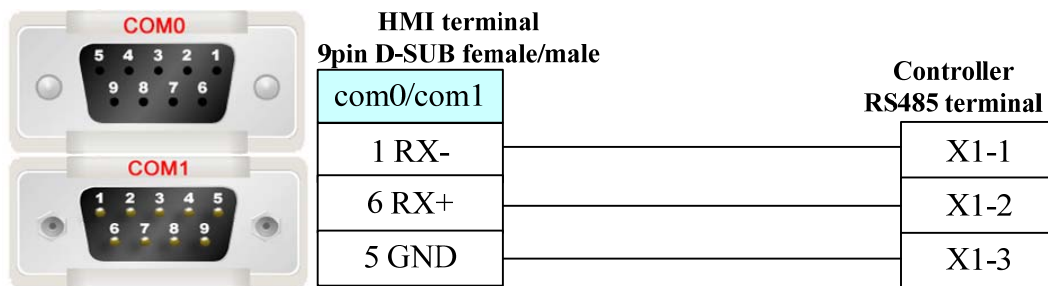 COM0
5 4 3 2 1
9 8 7 6
COM1
1 2 3 4 5
6 7 8 9
HMI terminal
9pin D-SUB female/male
com0/com1
1 RX-
6 RX+
5 GND
Controller
RS485 terminal
X1-1
X1-2
X1-3